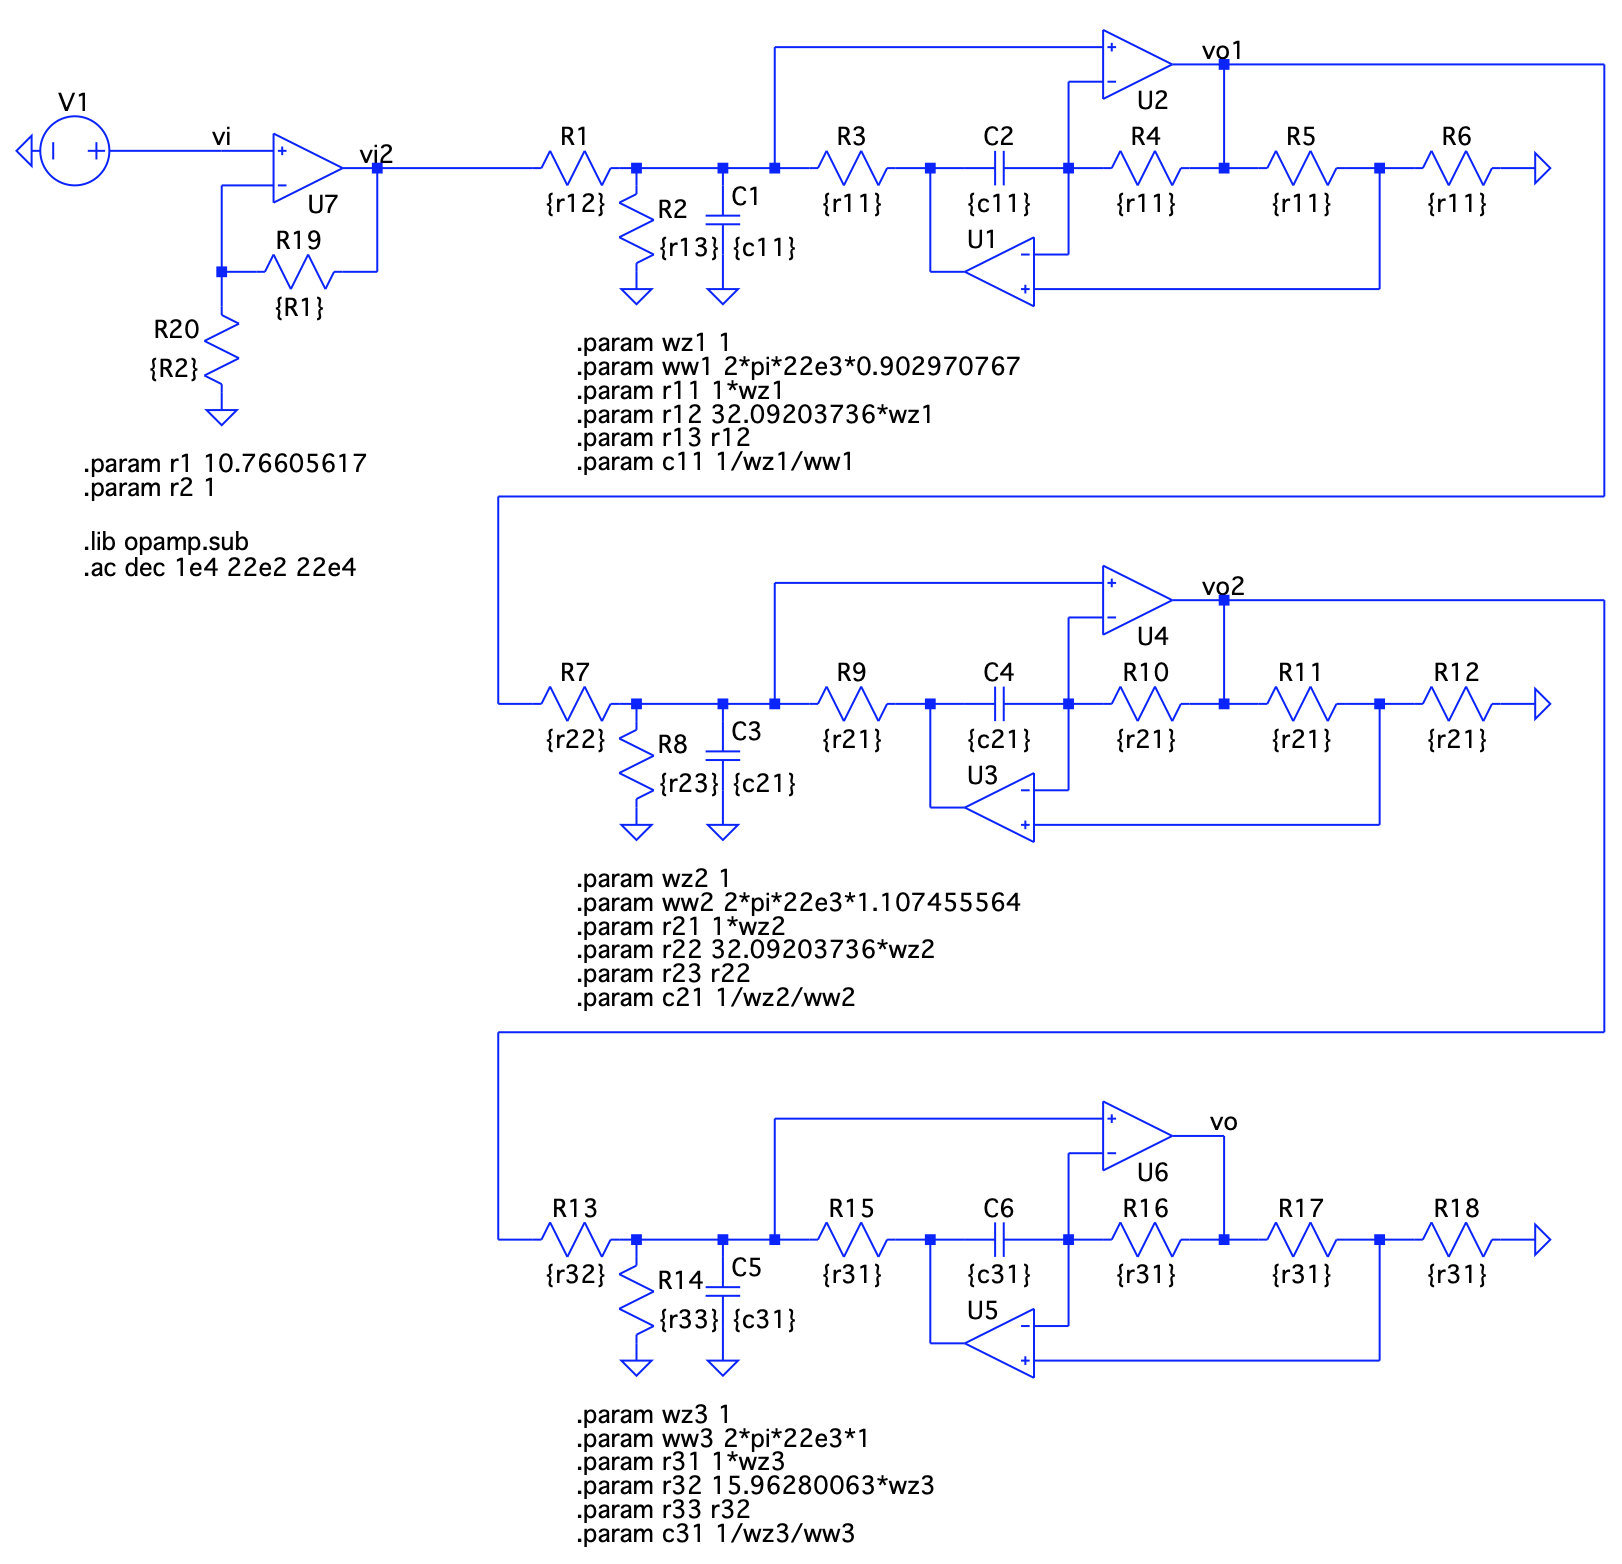 V1
vi
vi2
U7
R19
{R1}
R20
{R2}
.param r1 10.76605617
.param r2 1
.lib opamp.sub
.ac dec 1e4 22e2 22e4
vo1
U2
R1
{r12}
R2
{r13}
C1
{c11}
R3
{r11}
C2
{c11}
U1
R4
{r11}
R5
{r11}
R6
{r11}
.param wz1 1
.param ww1 2*pi*22e3*0.902970767
.param r11 1*wz1
.param r12 32.09203736*wz1
.param r13 r12
.param c11 1/wz1/ww1
vo2
U4
R7
{r22}
R8
{r23}
C3
{c21}
R9
{r21}
C4
{c21}
U3
R10
{r21}
R11
{r21}
R12
{r21}
.param wz2 1
.param ww2 2*pi*22e3*1.107455564
.param r21 1*wz2
.param r22 32.09203736*wz2
.param r23 r22
.param c21 1/wz2/ww2
vo
U6
R13
{r32}
R14
{r33}
C5
{c31}
R15
{r31}
C6
{c31}
U5
R16
{r31}
R17
{r31}
R18
{r31}
.param wz3 1
.param ww3 2*pi*22e3*1
.param r31 1*wz3
.param r32 15.96280063*wz3
.param r33 r32
.param c31 1/wz3/ww3